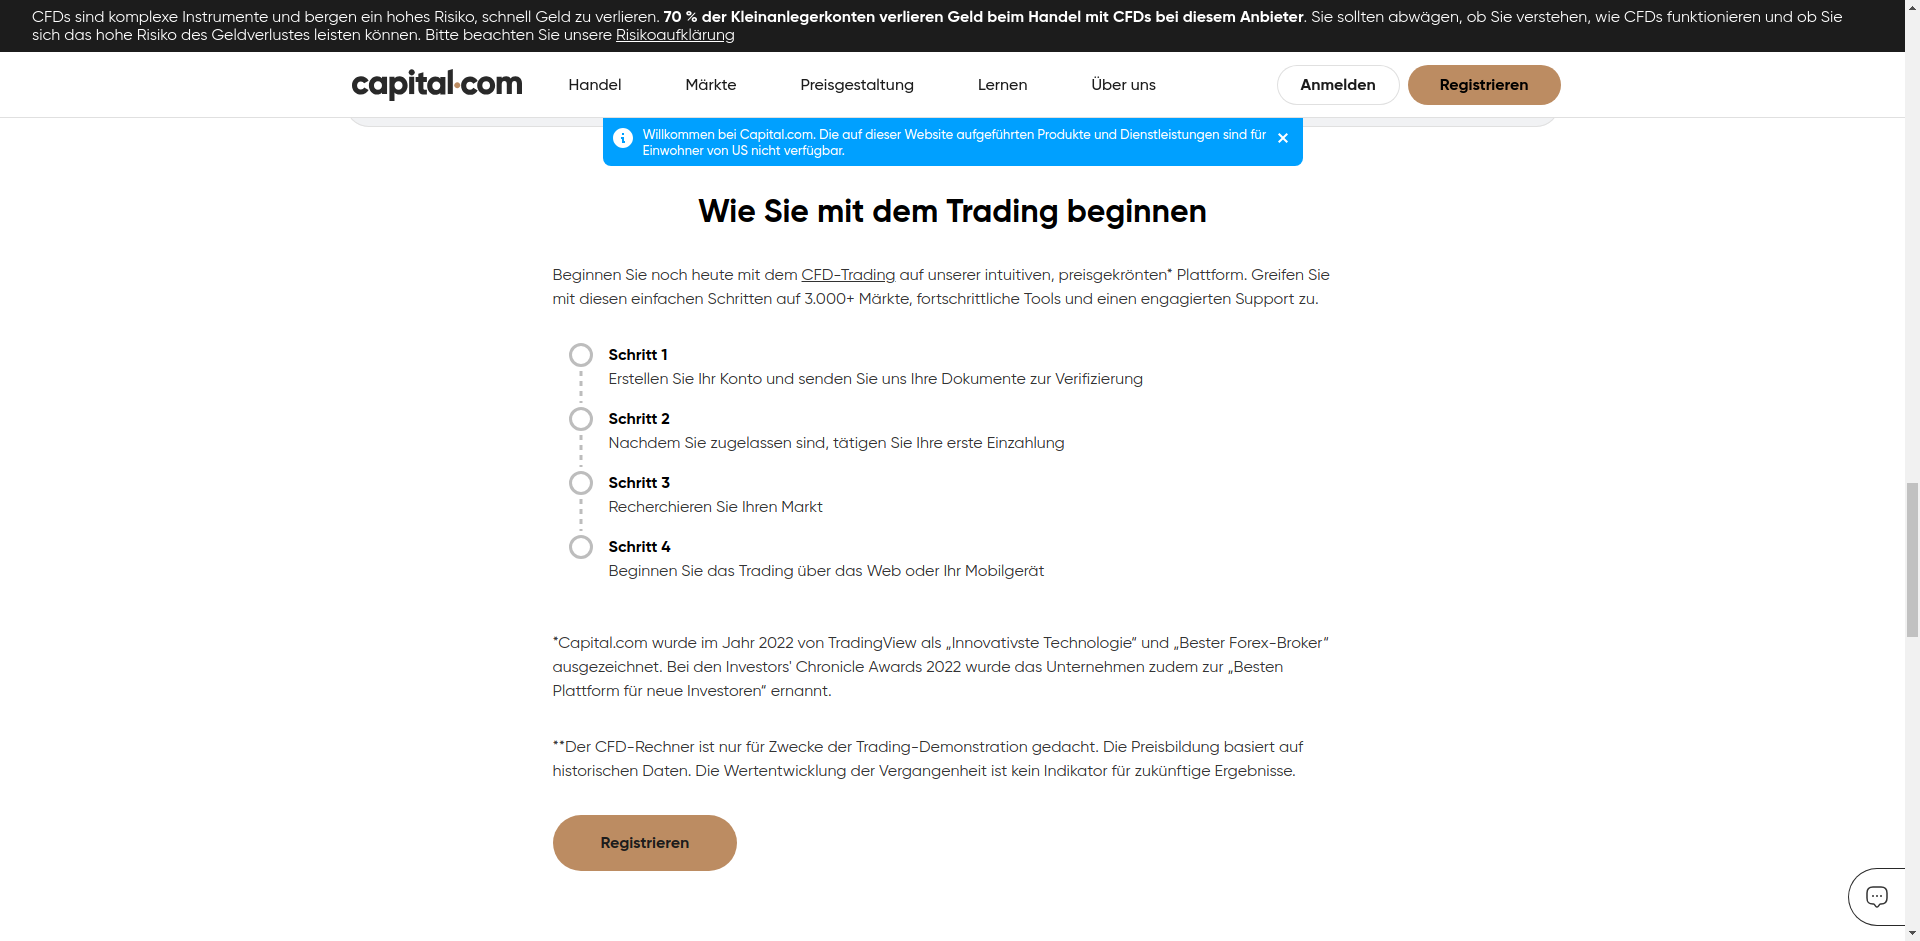 CFDs sind komplexe Instrumente und bergen ein hohes Risiko, schnell Geld zu verlieren. 70 % der Kleinanlegerkonten verlieren Geld beim Handel mit CFDs bei diesem Anbieter. Sie sollten abwägen, ob Sie verstehen, wie CFDs funktionieren und ob Sie
sich das hohe Risiko des Geldverlustes leisten können. Bitte beachten Sie unsere Risikoaufklärung
capital.com Handel Märkte Preisgestaltung Lernen Über uns Anmelden Registrieren
Willkommen bei Capital.com. Die auf dieser Website aufgeführten Produkte und Dienstleistungen sind für
Einwohner von US nicht verfügbar.
Wie Sie mit dem Trading beginnen
Beginnen Sie noch heute mit dem CFD-Trading auf unserer intuitiven, preisgekrönten* Plattform. Greifen Sie
mit diesen einfachen Schritten auf 3.000+ Märkte, fortschrittliche Tools und einen engagierten Support zu.
Schritt 1
Erstellen Sie Ihr Konto und senden Sie uns Ihre Dokumente zur Verifizierung
Schritt 2
Nachdem Sie zugelassen sind, tätigen Sie Ihre erste Einzahlung
Schritt 3
Recherchieren Sie Ihren Markt
Schritt 4
Beginnen Sie das Trading über das Web oder Ihr Mobilgerät
*Capital.com wurde im Jahr 2022 von TradingView als „Innovativste Technologie“ und „Bester Forex-Broker“
ausgezeichnet. Bei den Investors' Chronicle Awards 2022 wurde das Unternehmen zudem zur „Besten
Plattform für neue Investoren“ ernannt.
**Der CFD-Rechner ist nur für Zwecke der Trading-Demonstration gedacht. Die Preisbildung basiert auf
historischen Daten. Die Wertentwicklung der Vergangenheit ist kein Indikator für zukünftige Ergebnisse.
Registrieren